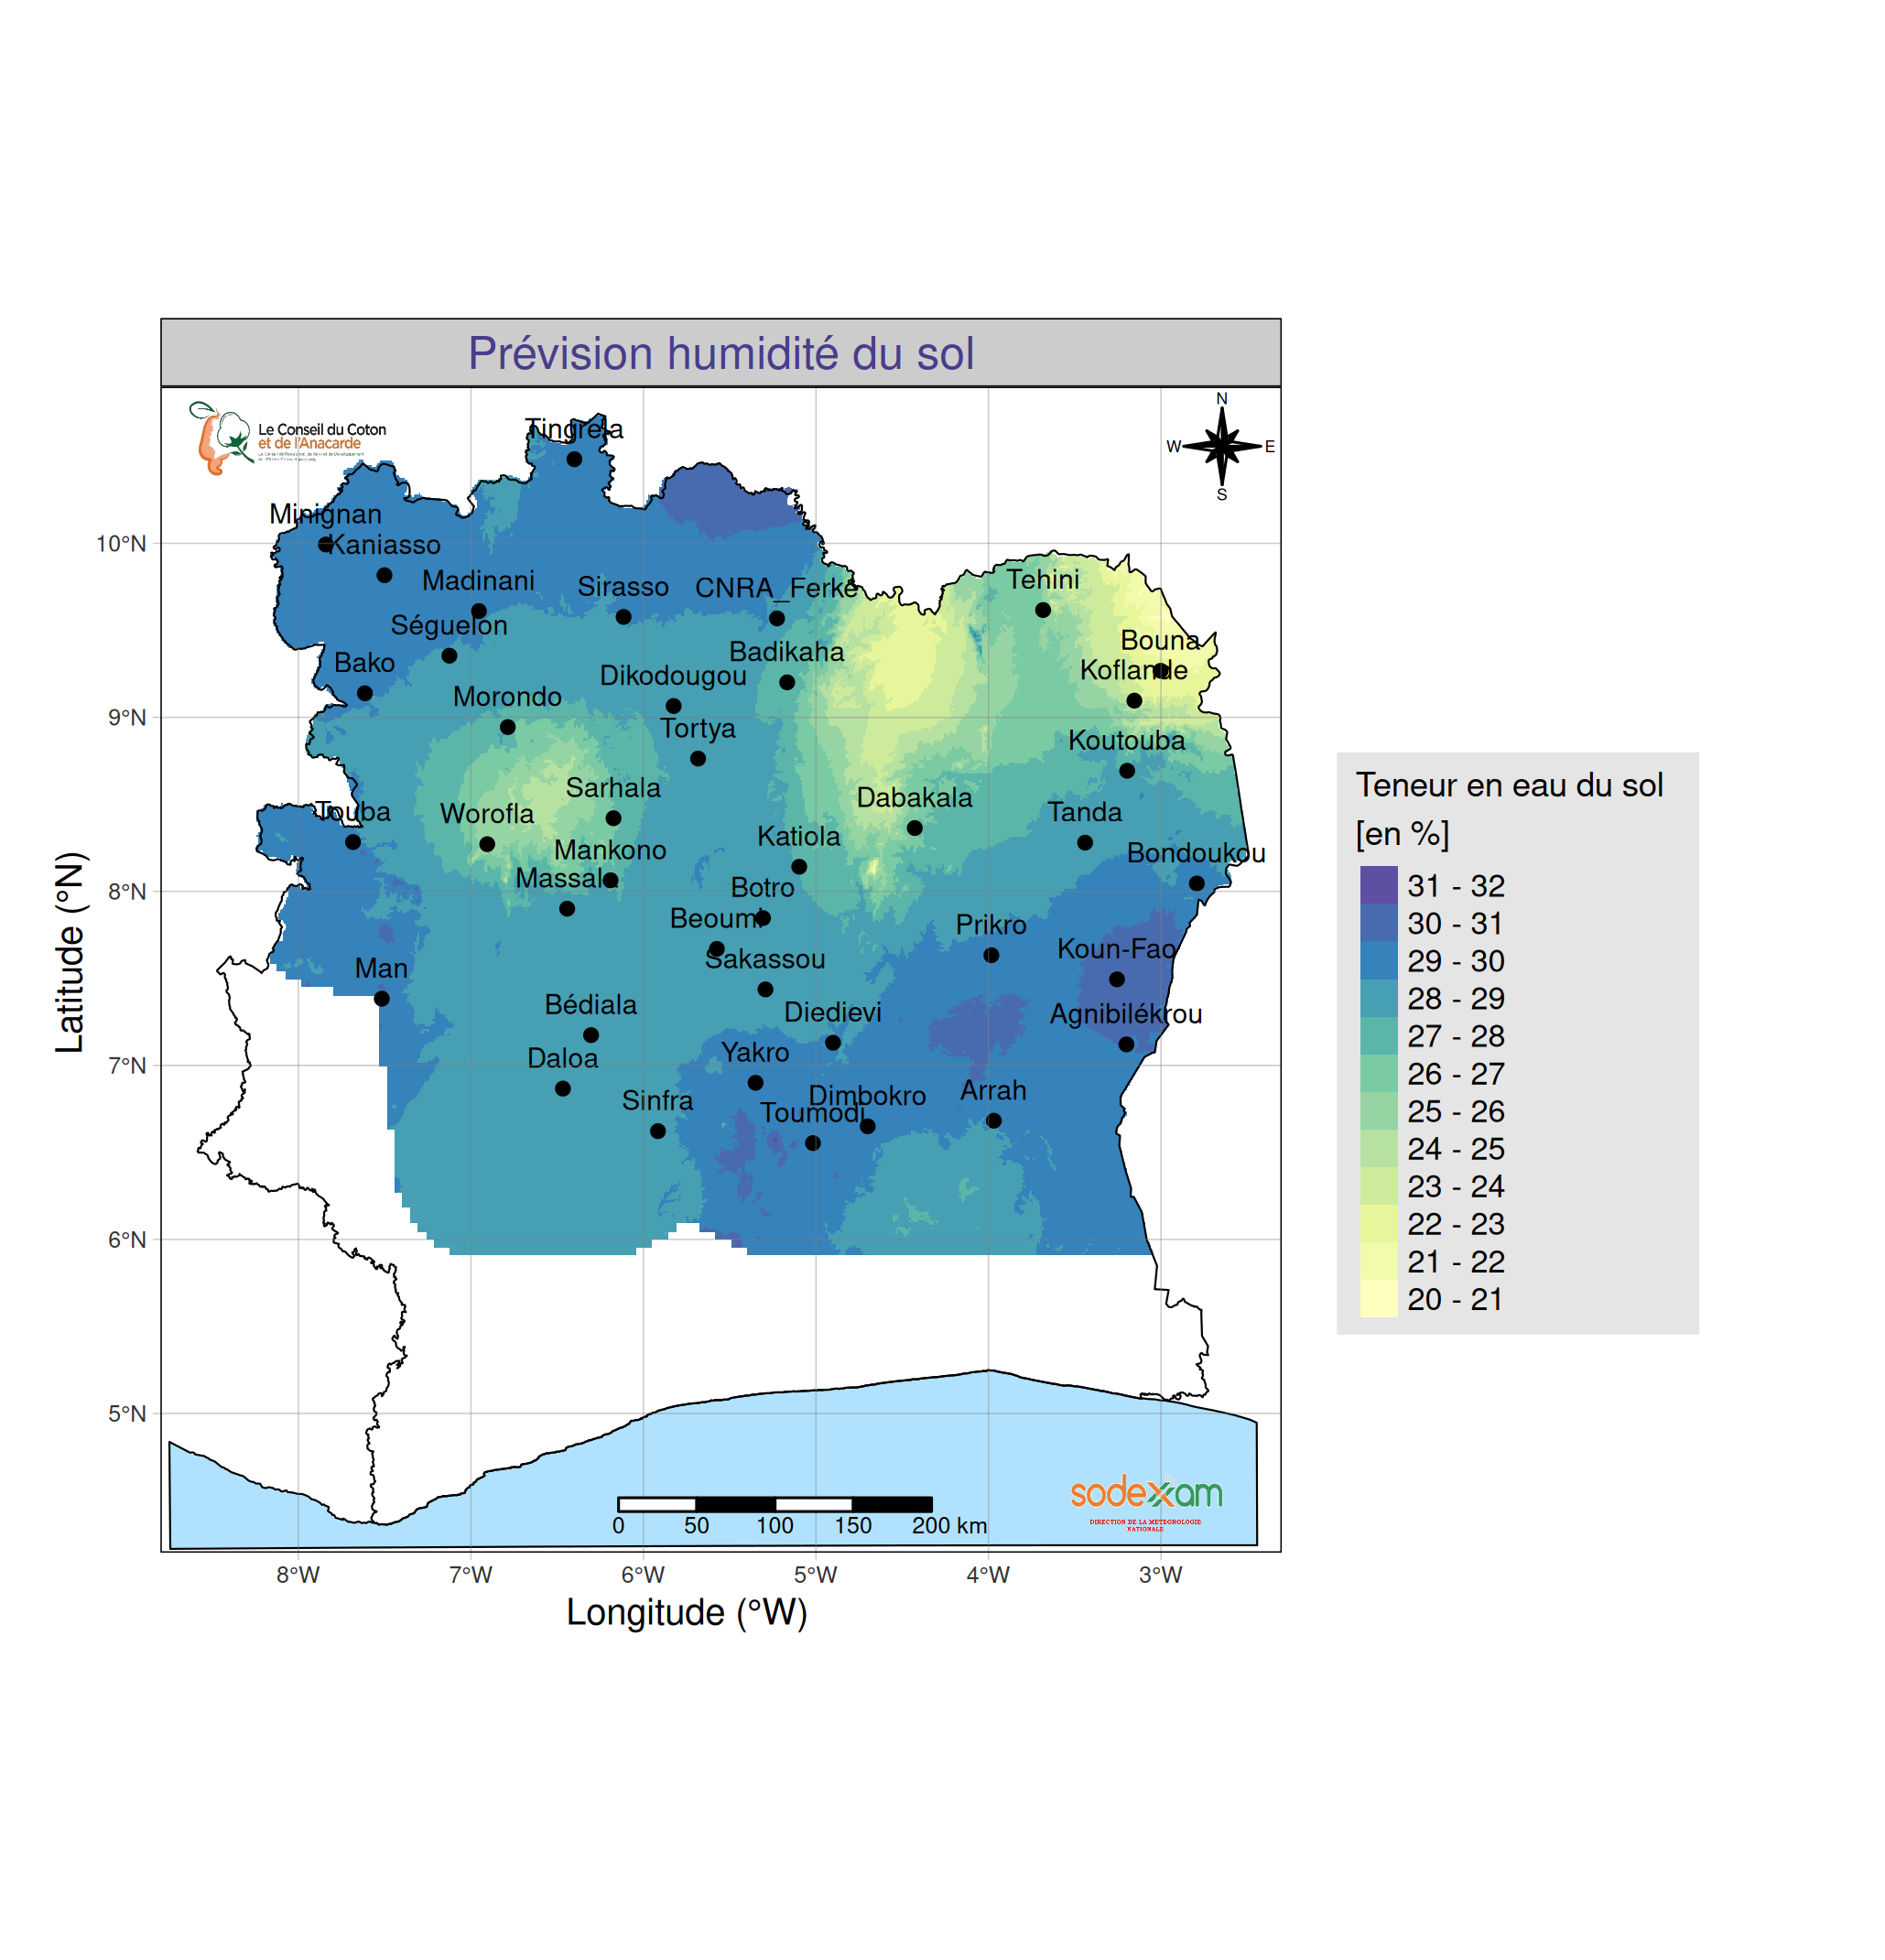 Prévision humidité du sol
Le Conseil du Coton
et de l'Anacarde
N
W
E
S
Tingrela
Minignan
Kaniasso
Madinani
Sirasso
CNRA_Ferké
Tehini
Séguelon
Bouna
Badikaha
Bako
Koflande
Dikodougou
Morondo
Tortya
Koutouba
Sarhala
Dabakala
Touba
Worofla
Tanda
Katiola
Mankono
Bondoukou
Massala
Botro
Beoumi
Prikro
Koun-Fao
Sakassou
Man
Bédiala
Diedievi
Agnibilékrou
Yakro
Daloa
Dimbokro
Arrah
Sinfra
Toumodi
10°N
9°N
8°N
7°N
6°N
5°N
Latitude (°N)
0
50
100
150
200 km
sodexam
DIRECTION DE LA METEOROLOGIE
NATIONALE
8°W
7°W
6°W
5°W
4°W
3°W
Longitude (°W)
Teneur en eau du sol
[en %]
31 - 32
30 - 31
29 - 30
28 - 29
27 - 28
26 - 27
25 - 26
24 - 25
23 - 24
22 - 23
21 - 22
20 - 21